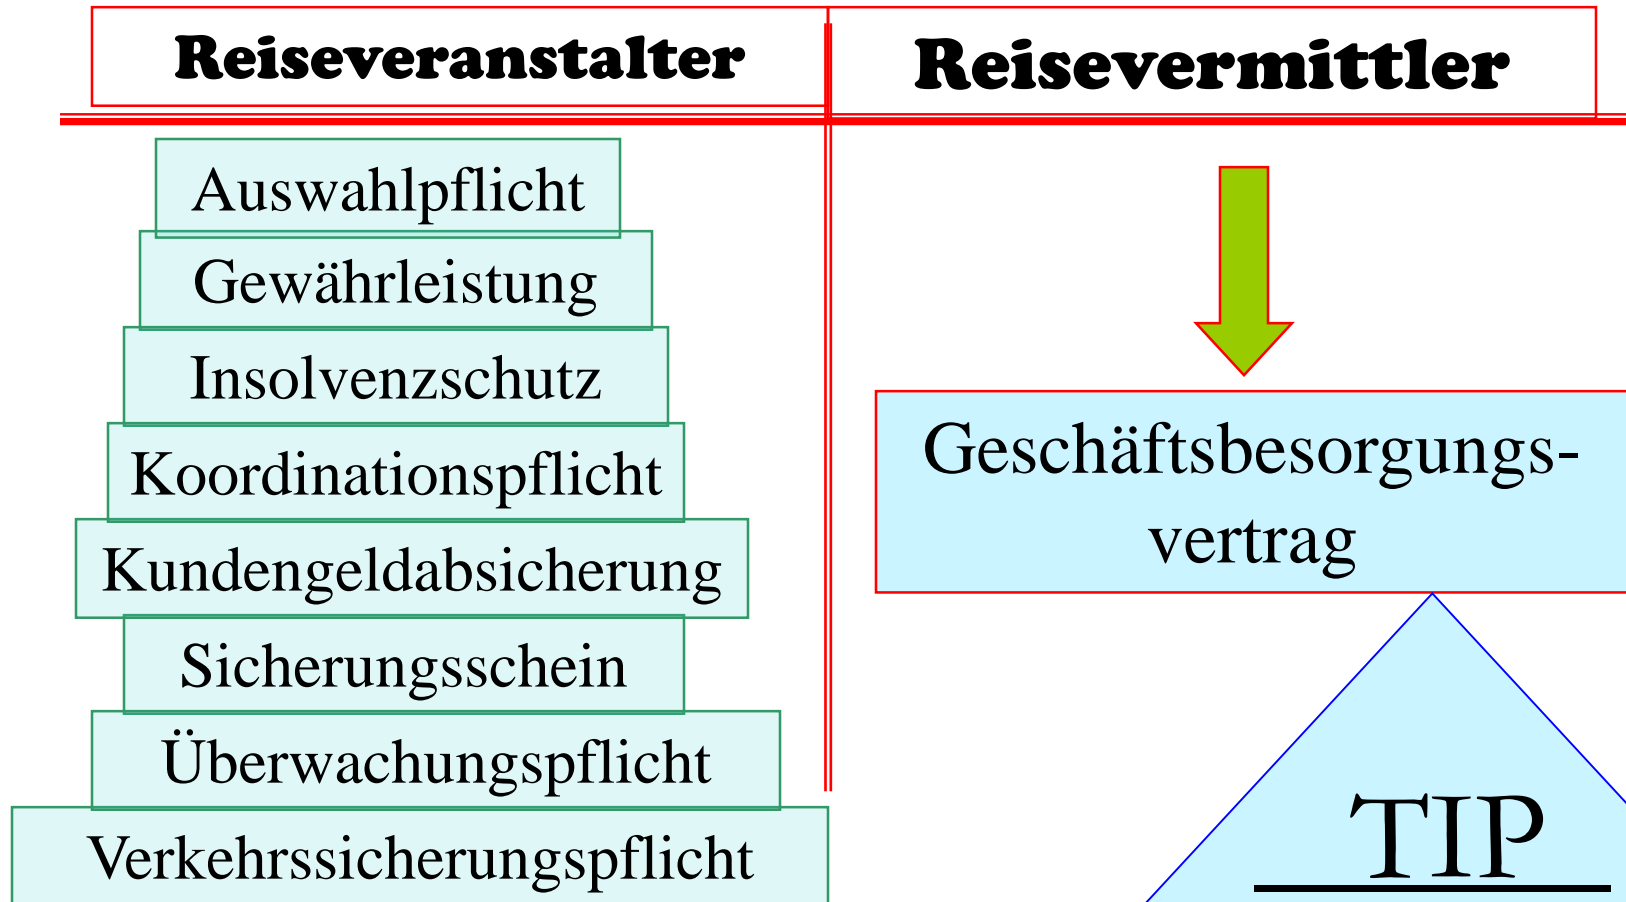 Reiseveranstalter
Reisevermittler
Auswahlpflicht
Gewährleistung
Insolvenzschutz
Koordinationspflicht
Kundengeldabsicherung
Sicherungsschein
Überwachungspflicht
Verkehrssicherungspflicht
Geschäftsbesorgungs-
vertrag
TIP